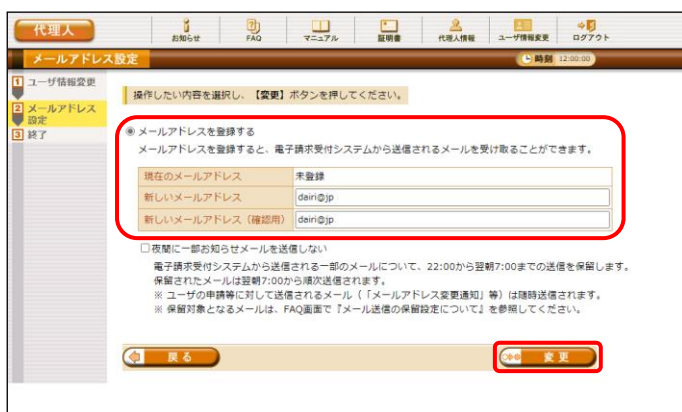 代理人
お知らせ
FAQ
マニュアル
証明書
代理人情報
ユーザ情報変更
ログアウト
メールアドレス設定
時刻 12:00:00
1 ユーザ情報変更
2 メールアドレス
設定
3 終了
操作したい内容を選択し、【変更】ボタンを押してください。
メールアドレスを登録する
メールアドレスを登録すると、電子請求受付システムから送信されるメールを受け取ることができます。
現在のメールアドレス 未登録
新しいメールアドレス dairi@jp
新しいメールアドレス（確認用） dairi@jp
夜間に一部お知らせメールを送信しない
電子請求受付システムから送信される一部のメールについて、22:00から翌朝7:00までの送信を保留します。
保留されたメールは翌朝7:00から順次送信されます。
※ ユーザの申請等に対して送信されるメール（「メールアドレス変更通知」等）は随時送信されます。
※ 保留対象となるメールは、FAQ画面で『メール送信の保留設定について』を参照してください。
戻る
変更